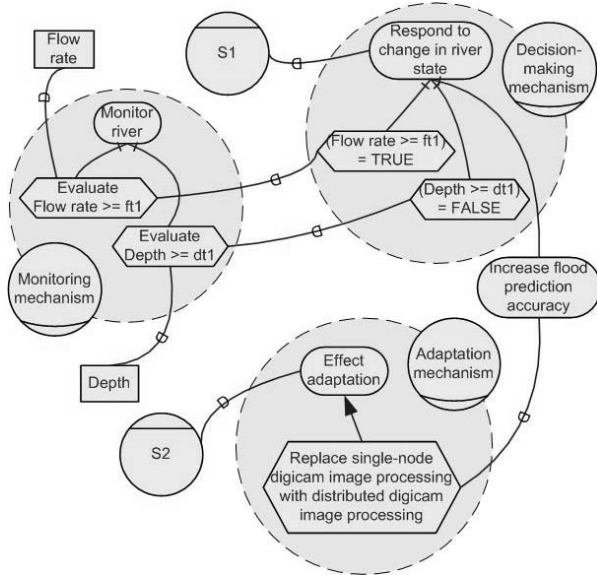 Flow
rate
S1
Respond to
change in river
state
Decision-
making
mechanism
Monitor
river
(Flow rate >= ft1)
= TRUE
Evaluate
Flow rate >= ft1
(Depth >= dt1)
= FALSE
Evaluate
Depth >= dt1
Monitoring
mechanism
Increase flood
prediction
accuracy
Depth
Effect
adaptation
Adaptation
mechanism
S2
Replace single-node
digicam image processing
with distributed digicam
image processing